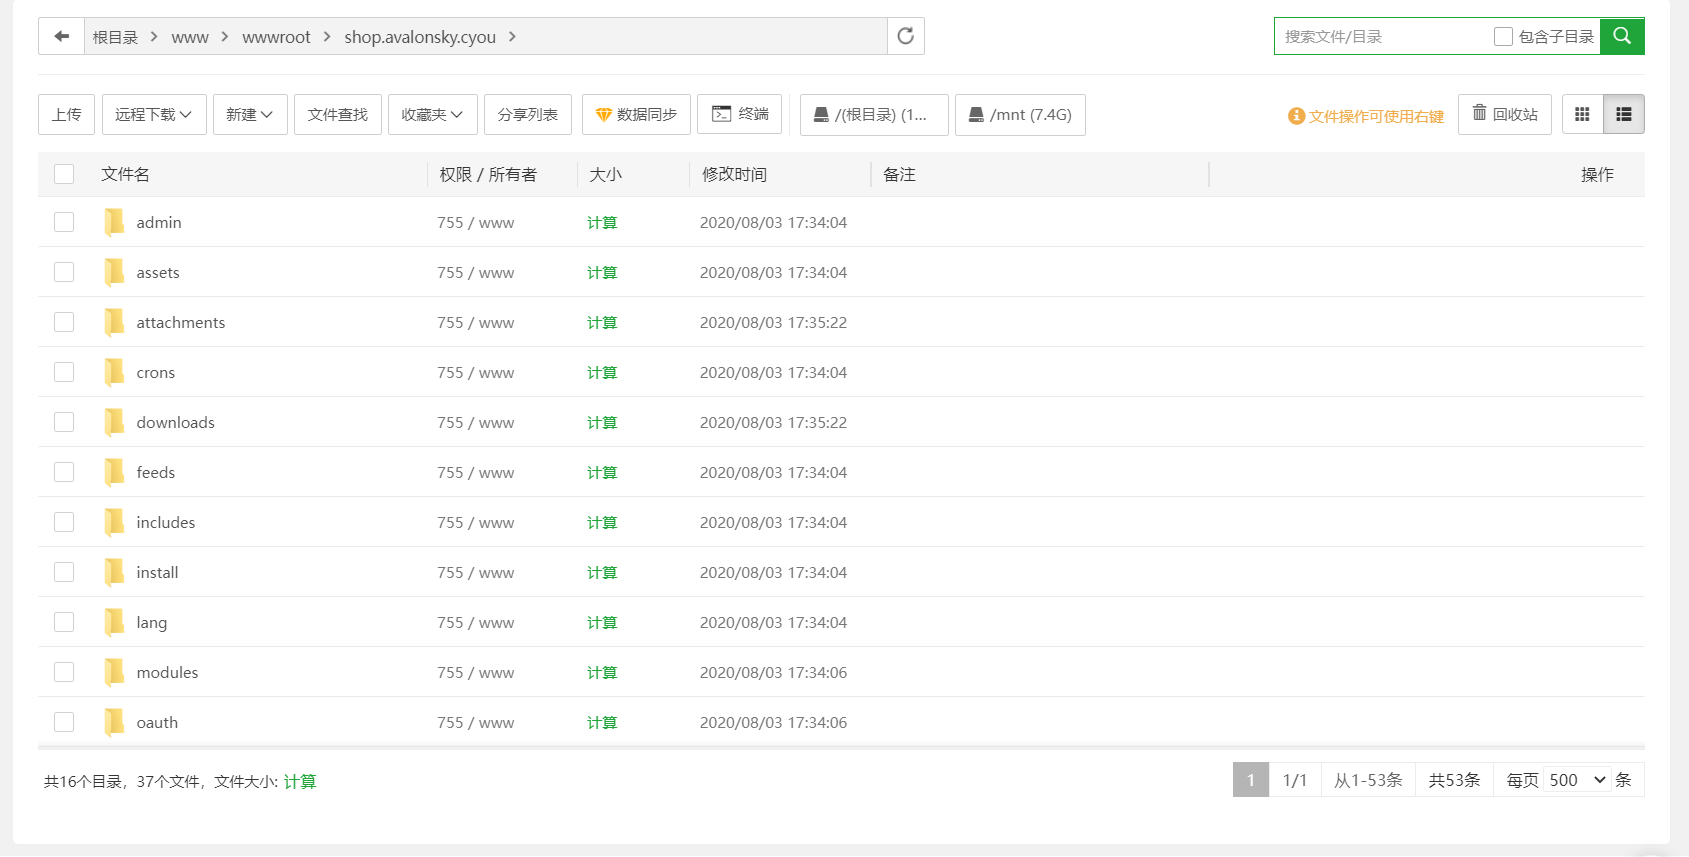 根目录 www wwwroot shop.avalonsky.cyou 搜索文件/目录 包含子目录
上传 远程下载 新建 文件查找 收藏夹 分享列表 数据同步 终端 /(根目录) (1... /mnt (7.4G) 文件操作可使用右键 回收站
文件名 权限 / 所有者 大小 修改时间 备注 操作
admin 755 / www 计算 2020/08/03 17:34:04
assets 755 / www 计算 2020/08/03 17:34:04
attachments 755 / www 计算 2020/08/03 17:35:22
crons 755 / www 计算 2020/08/03 17:34:04
downloads 755 / www 计算 2020/08/03 17:35:22
feeds 755 / www 计算 2020/08/03 17:34:04
includes 755 / www 计算 2020/08/03 17:34:04
install 755 / www 计算 2020/08/03 17:34:04
lang 755 / www 计算 2020/08/03 17:34:04
modules 755 / www 计算 2020/08/03 17:34:06
oauth 755 / www 计算 2020/08/03 17:34:06
共16个目录，37个文件，文件大小: 计算 1 1/1 从1-53条 共53条 每页 500 条